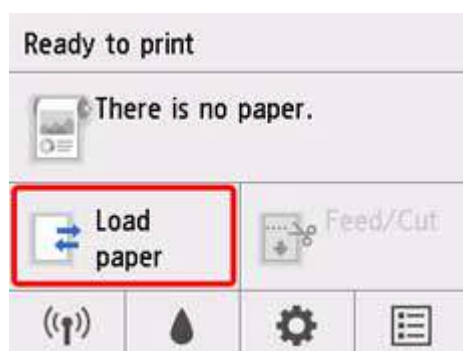 Ready to print
There is no paper.
Load
paper
Feed/Cut